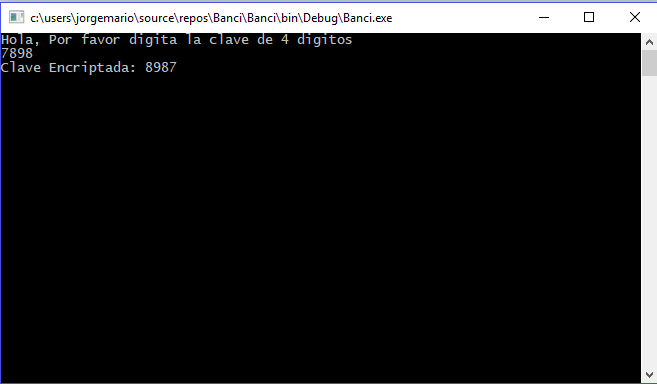 c:\users\jorgemario\source\repos\Banci\Banci\bin\Debug\Banci.exe
Hola, Por favor digita la clave de 4 digitos
7898
Clave Encriptada: 8987